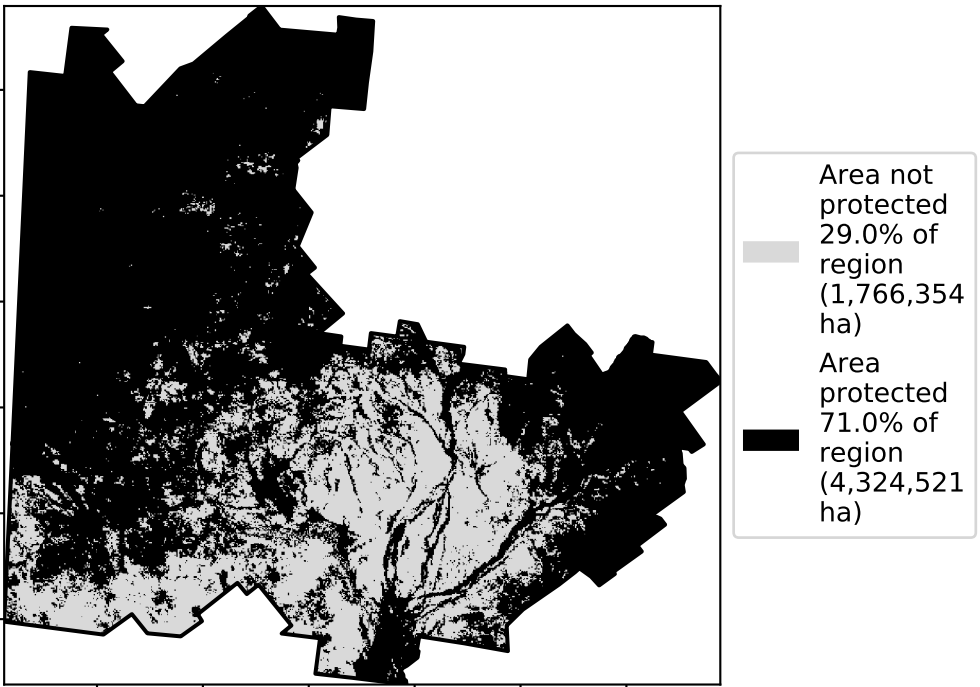 Area not
protected
29.0% of
region
(1,766,354
ha)
Area
protected
71.0% of
region
(4,324,521
ha)